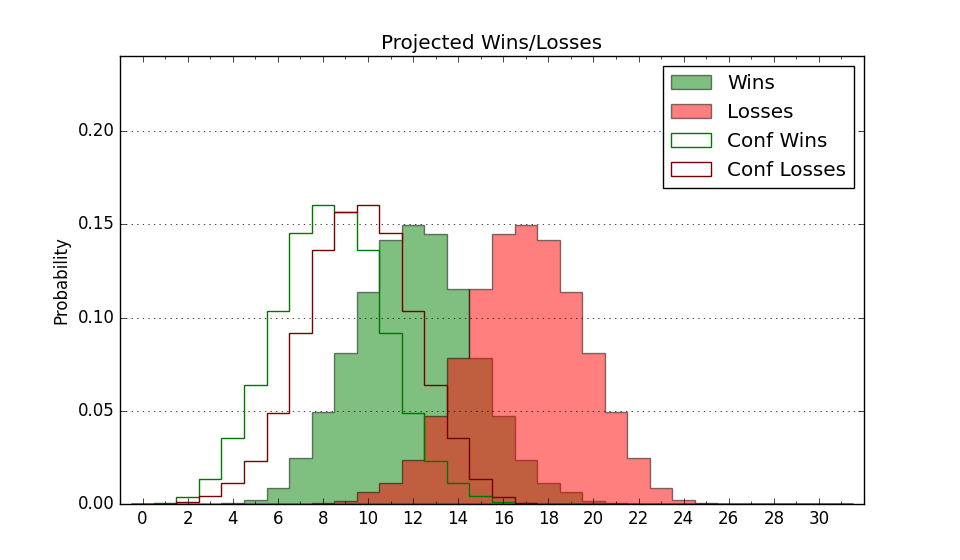 Projected Wins/Losses
Wins
Losses
Conf Wins
Conf Losses
Probability
0.20
0.15
0.10
0.05
0.00
0 2 4 6 8 10 12 14 16 18 20 22 24 26 28 30